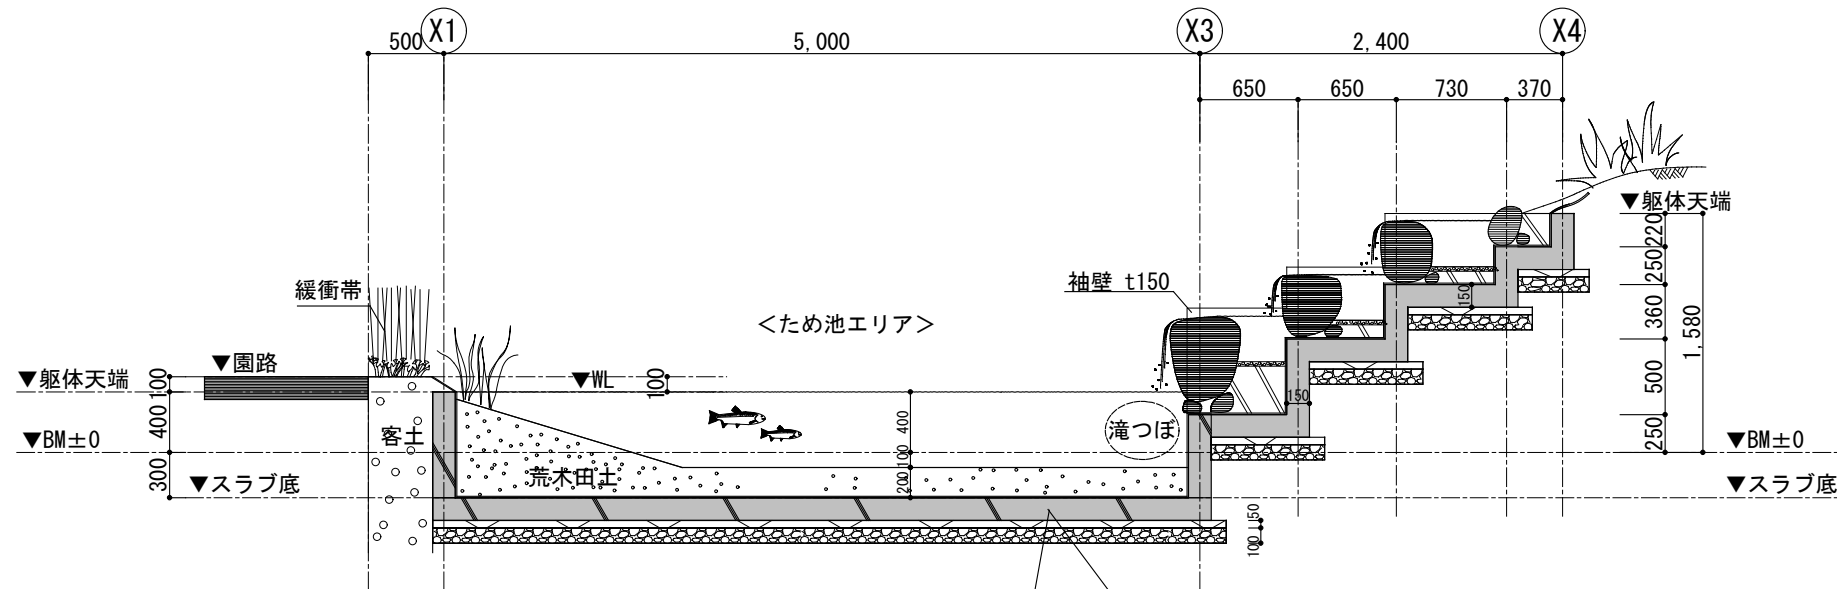 X1
X3
X4
500
5,000
2,400
650
650
730
370
▼躯体天端
220
250
360
500
250
1,580
150
150
袖壁 t150
緩衝帯
<ため池エリア>
▼園路
▼躯体天端
100
400
300
▼WL
100
400
100
200
客土
滝つぼ
荒木田土
▼BM±0
▼BM±0
▼スラブ底
▼スラブ底
50
100